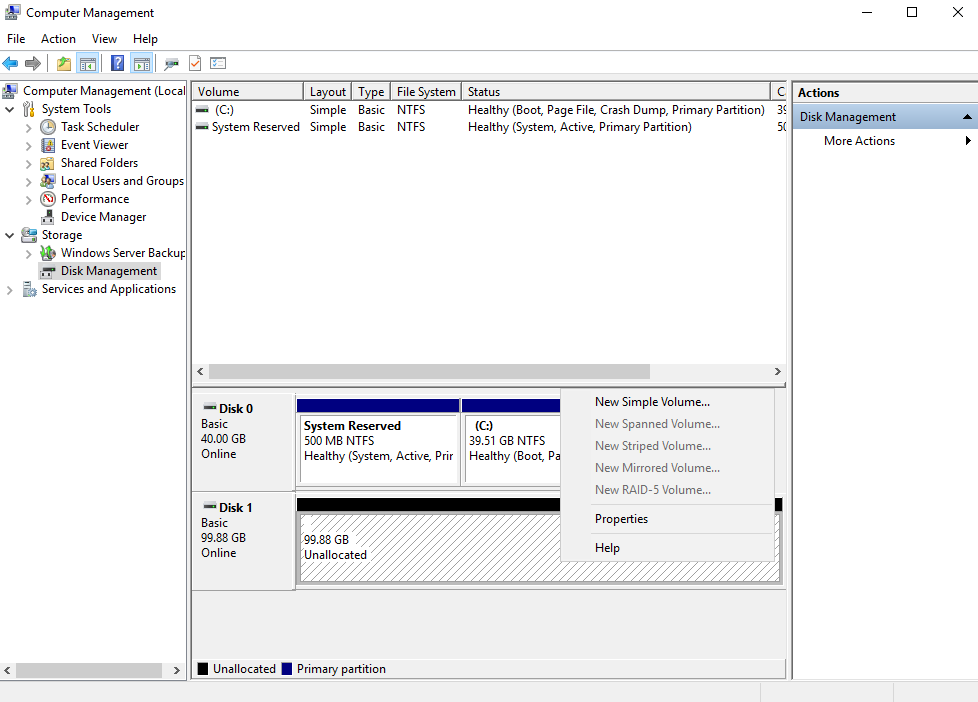 Computer Management
File Action View Help
Computer Management (Local
System Tools
Task Scheduler
Event Viewer
Shared Folders
Local Users and Groups
Performance
Device Manager
Storage
Windows Server Backup
Disk Management
Services and Applications
Volume Layout Type File System Status C
(C:) Simple Basic NTFS Healthy (Boot, Page File, Crash Dump, Primary Partition) 39
System Reserved Simple Basic NTFS Healthy (System, Active, Primary Partition) 50
Disk 0
Basic
40.00 GB
Online
System Reserved
500 MB NTFS
Healthy (System, Active, Prir
(C:)
39.51 GB NTFS
Healthy (Boot, Pa
Disk 1
Basic
99.88 GB
Online
99.88 GB
Unallocated
New Simple Volume...
New Spanned Volume...
New Striped Volume...
New Mirrored Volume...
New RAID-5 Volume...
Properties
Help
Unallocated Primary partition
Actions
Disk Management
More Actions